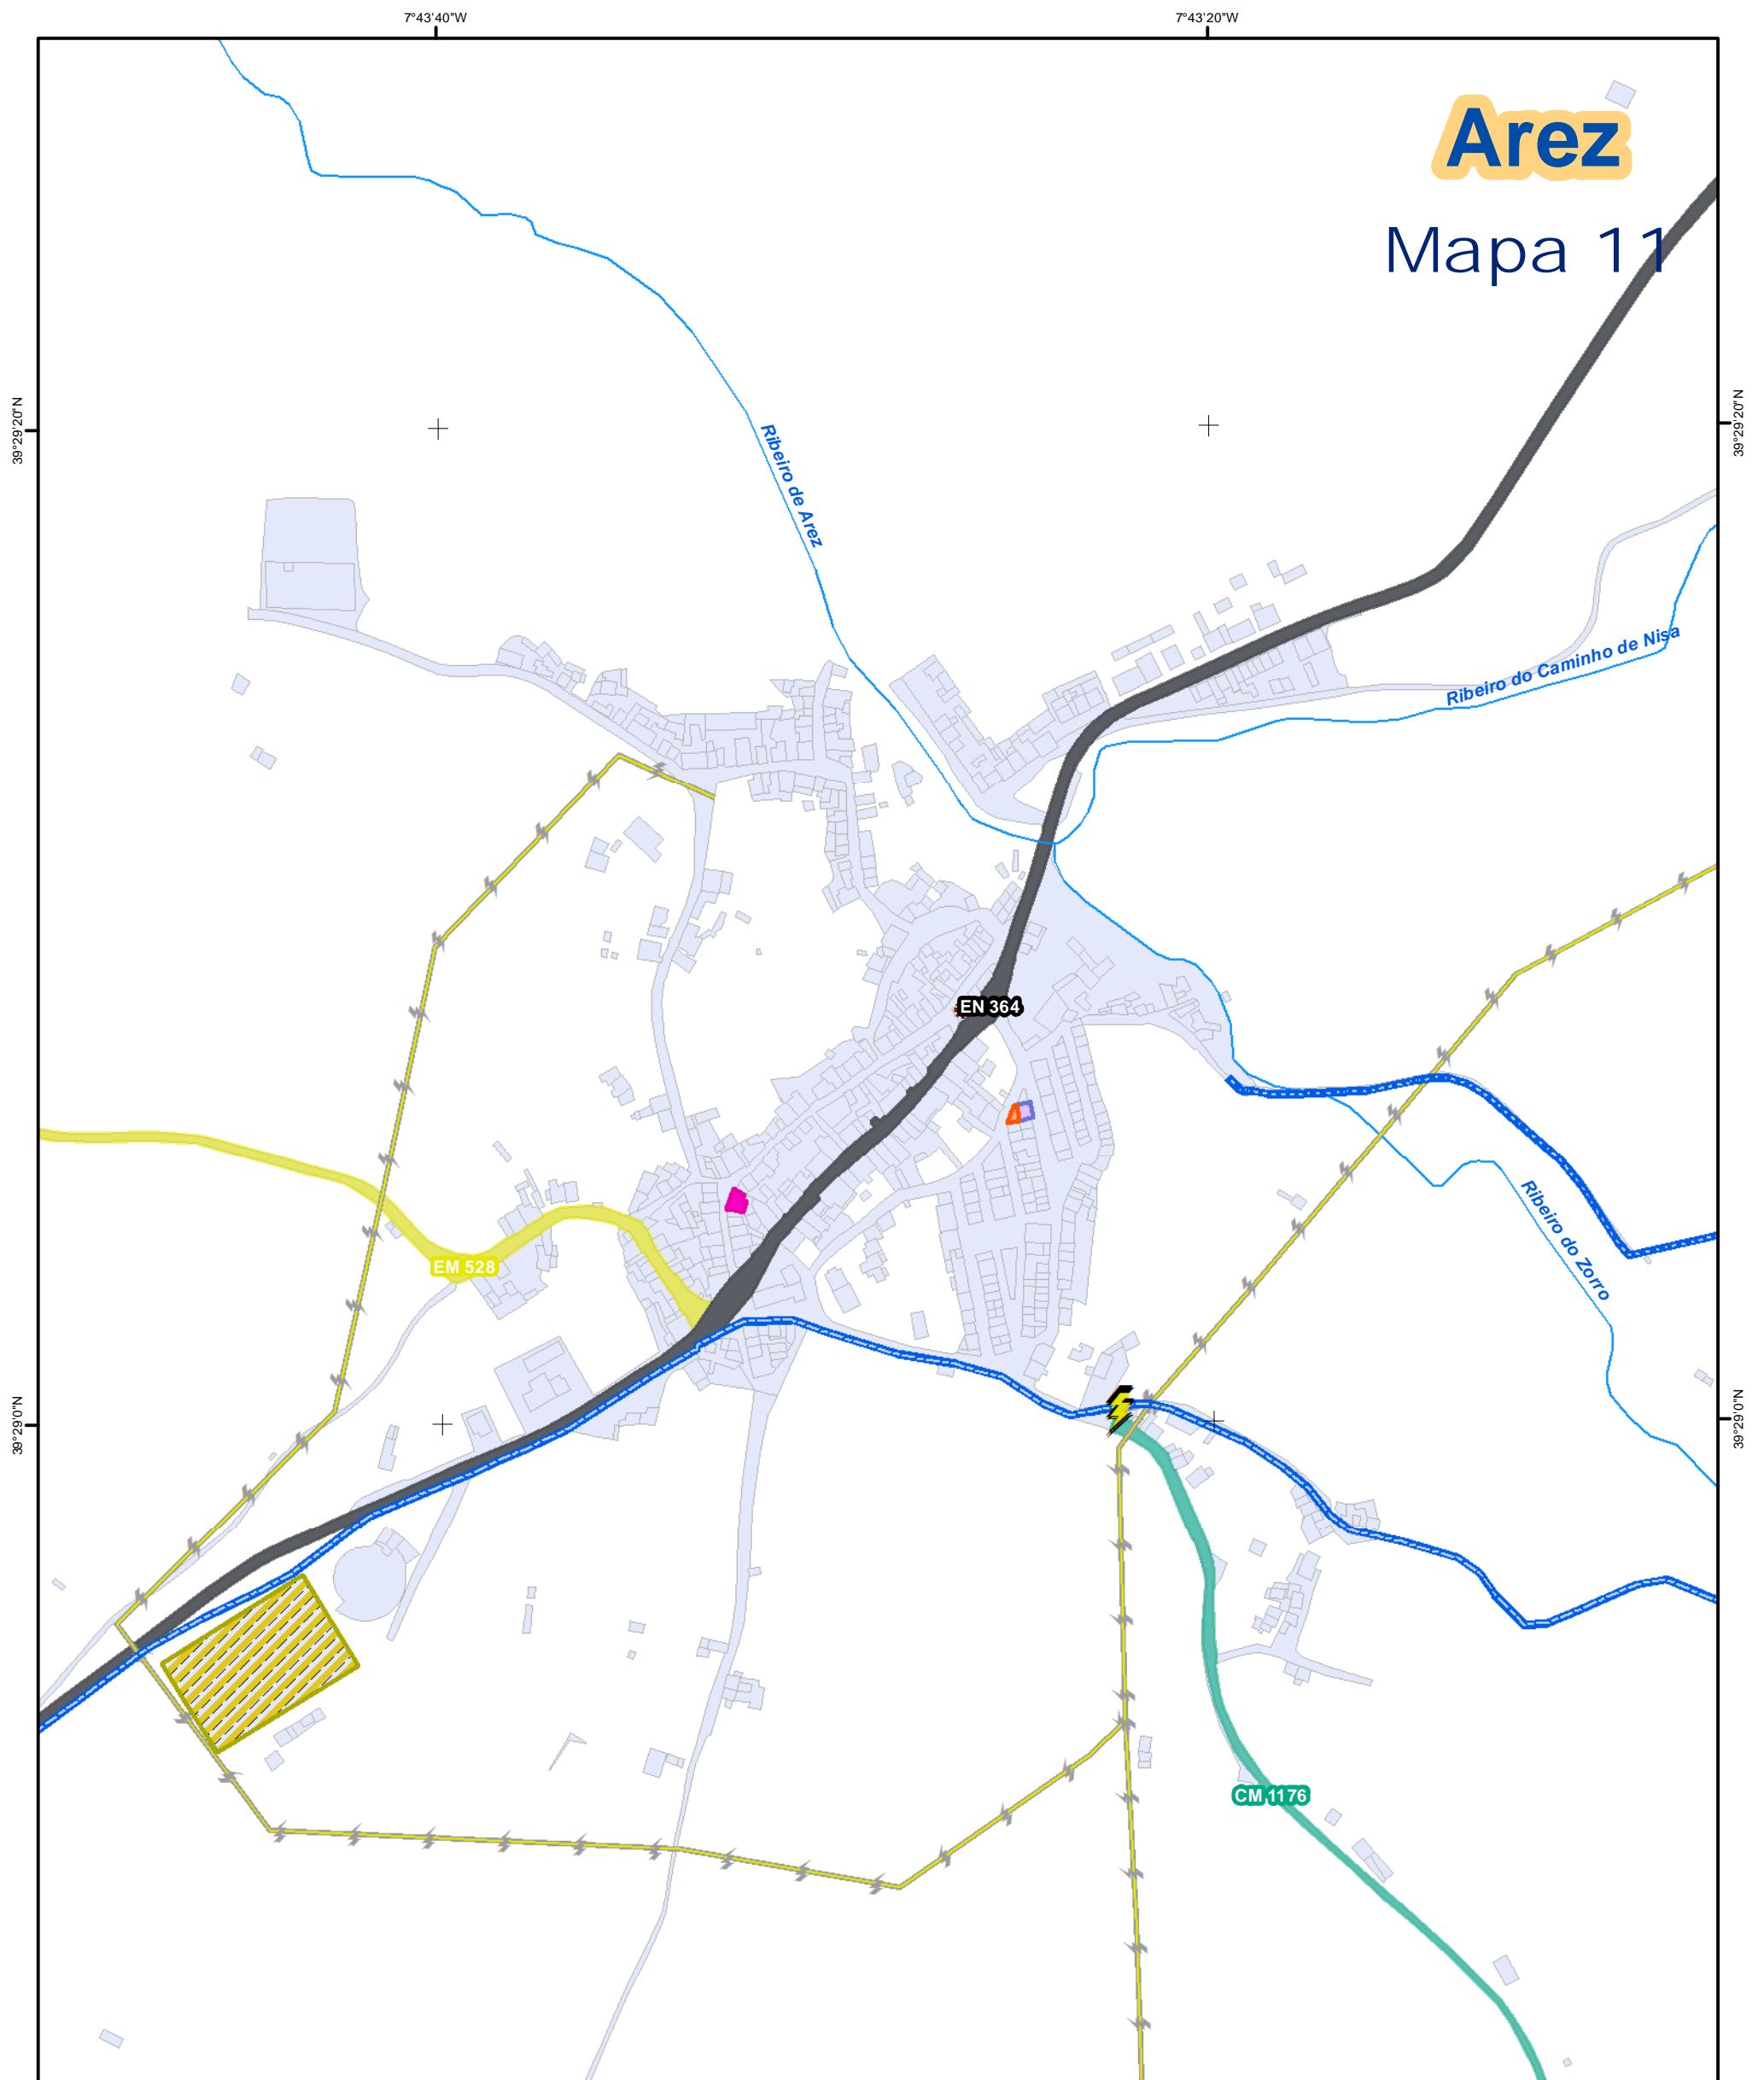 7°43'40"W
7°43'20"W
Arez
Mapa 11
39°29'20"N
39°29'20"N
Ribeiro de Arez
Ribeiro do Caminho de Nisa
EN 364
Ribeiro do Zorro
EM 528
39°29'0"N
39°29'0"N
CM 1176